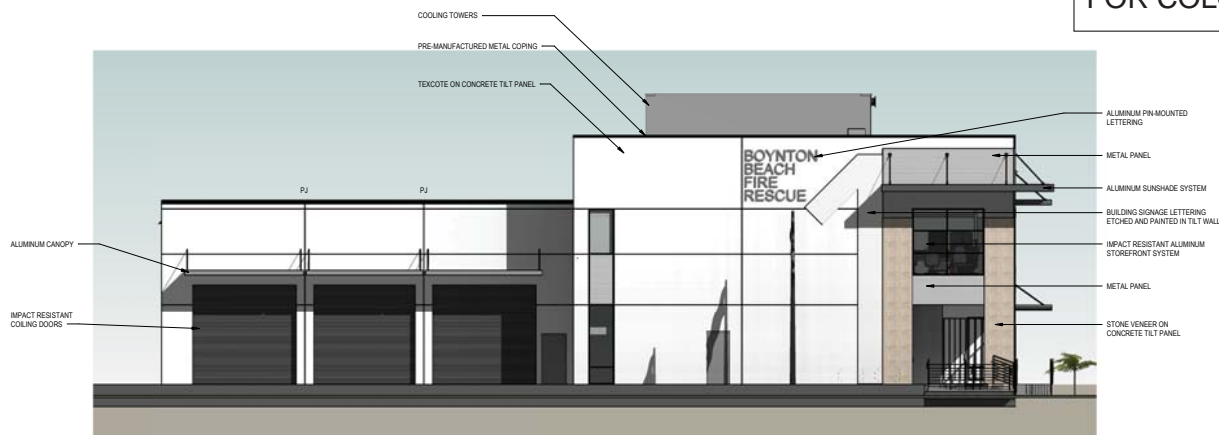 FOR COL
COOLING TOWERS
PRE-MANUFACTURED METAL COPING
TEXCOTE ON CONCRETE TILT PANEL
ALUMINUM PIN-MOUNTED
LETTERING
METAL PANEL
ALUMINUM SUNSHADE SYSTEM
BUILDING SIGNAGE LETTERING
ETCHED AND PAINTED IN TILT WALL
IMPACT RESISTANT ALUMINUM
STOREFRONT SYSTEM
METAL PANEL
STONE VENEER ON
CONCRETE TILT PANEL
BOYNTON
BEACH
FIRE
RESCUE
PJ
PJ
ALUMINUM CANOPY
IMPACT RESISTANT
COILING DOORS